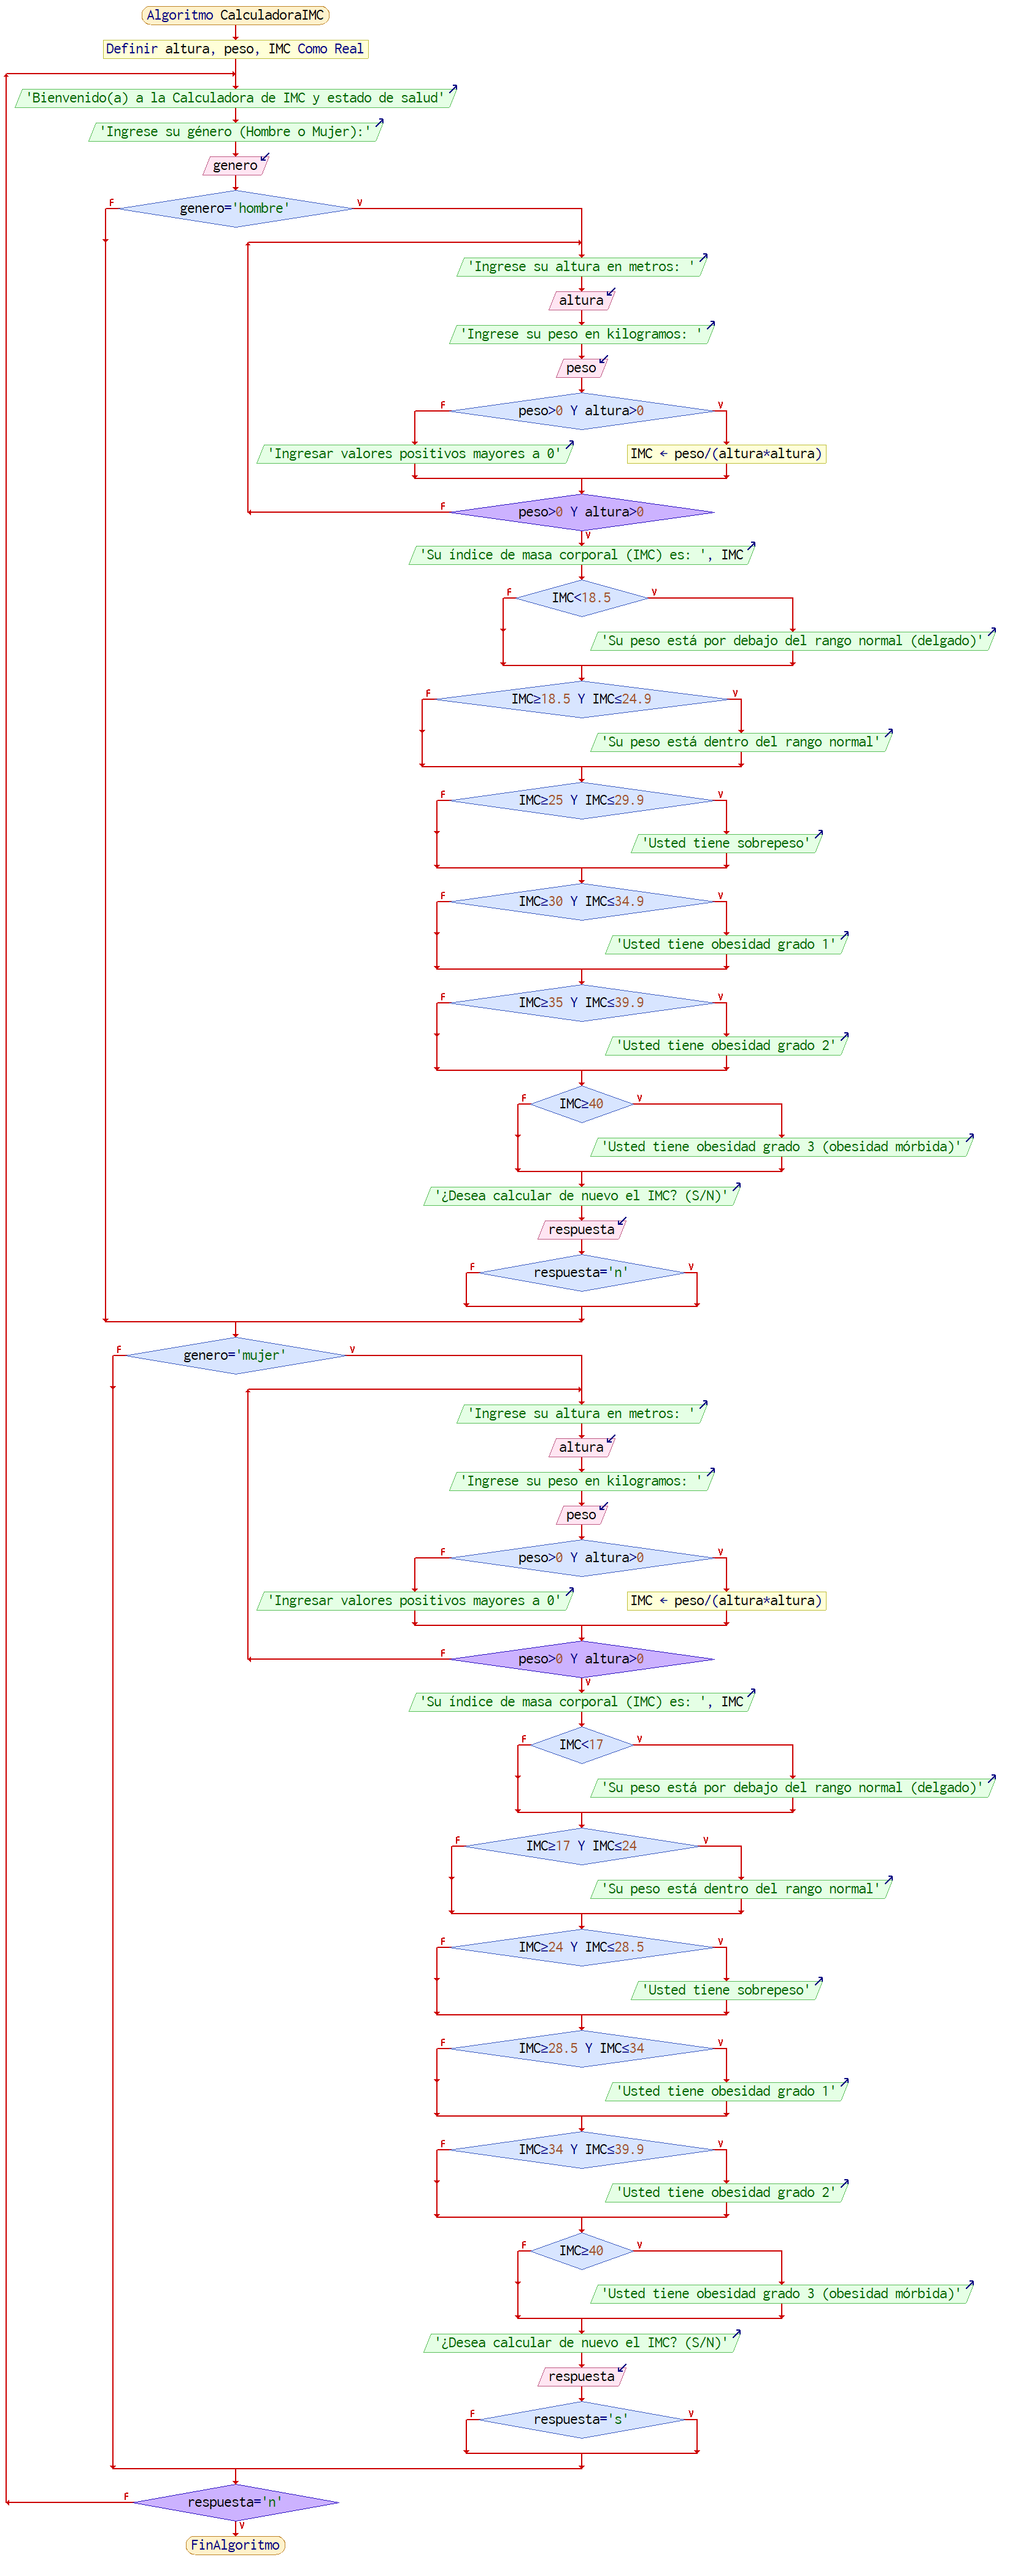 Algoritmo CalculadoraIMC
Definir altura, peso, IMC Como Real
'Bienvenido(a) a la Calculadora de IMC y estado de salud'
'Ingrese su género (Hombre o Mujer):'
genero
genero='hombre'
F
V
'Ingrese su altura en metros: '
altura
'Ingrese su peso en kilogramos: '
peso
peso>0 Y altura>0
F
V
'Ingresar valores positivos mayores a 0'
IMC ← peso/(altura*altura)
peso>0 Y altura>0
F
V
'Su índice de masa corporal (IMC) es: ', IMC
IMC<18.5
F
V
'Su peso está por debajo del rango normal (delgado)'
IMC≥18.5 Y IMC≤24.9
F
V
'Su peso está dentro del rango normal'
IMC≥25 Y IMC≤29.9
F
V
'Usted tiene sobrepeso'
IMC≥30 Y IMC≤34.9
F
V
'Usted tiene obesidad grado 1'
IMC≥35 Y IMC≤39.9
F
V
'Usted tiene obesidad grado 2'
IMC≥40
F
V
'Usted tiene obesidad grado 3 (obesidad mórbida)'
'¿Desea calcular de nuevo el IMC? (S/N)'
respuesta
respuesta='n'
F
V
genero='mujer'
F
V
'Ingrese su altura en metros: '
altura
'Ingrese su peso en kilogramos: '
peso
peso>0 Y altura>0
F
V
'Ingresar valores positivos mayores a 0'
IMC ← peso/(altura*altura)
peso>0 Y altura>0
F
V
'Su índice de masa corporal (IMC) es: ', IMC
IMC<17
F
V
'Su peso está por debajo del rango normal (delgado)'
IMC≥17 Y IMC≤24
F
V
'Su peso está dentro del rango normal'
IMC≥24 Y IMC≤28.5
F
V
'Usted tiene sobrepeso'
IMC≥28.5 Y IMC≤34
F
V
'Usted tiene obesidad grado 1'
IMC≥34 Y IMC≤39.9
F
V
'Usted tiene obesidad grado 2'
IMC≥40
F
V
'Usted tiene obesidad grado 3 (obesidad mórbida)'
'¿Desea calcular de nuevo el IMC? (S/N)'
respuesta
respuesta='s'
F
V
respuesta='n'
F
V
FinAlgoritmo